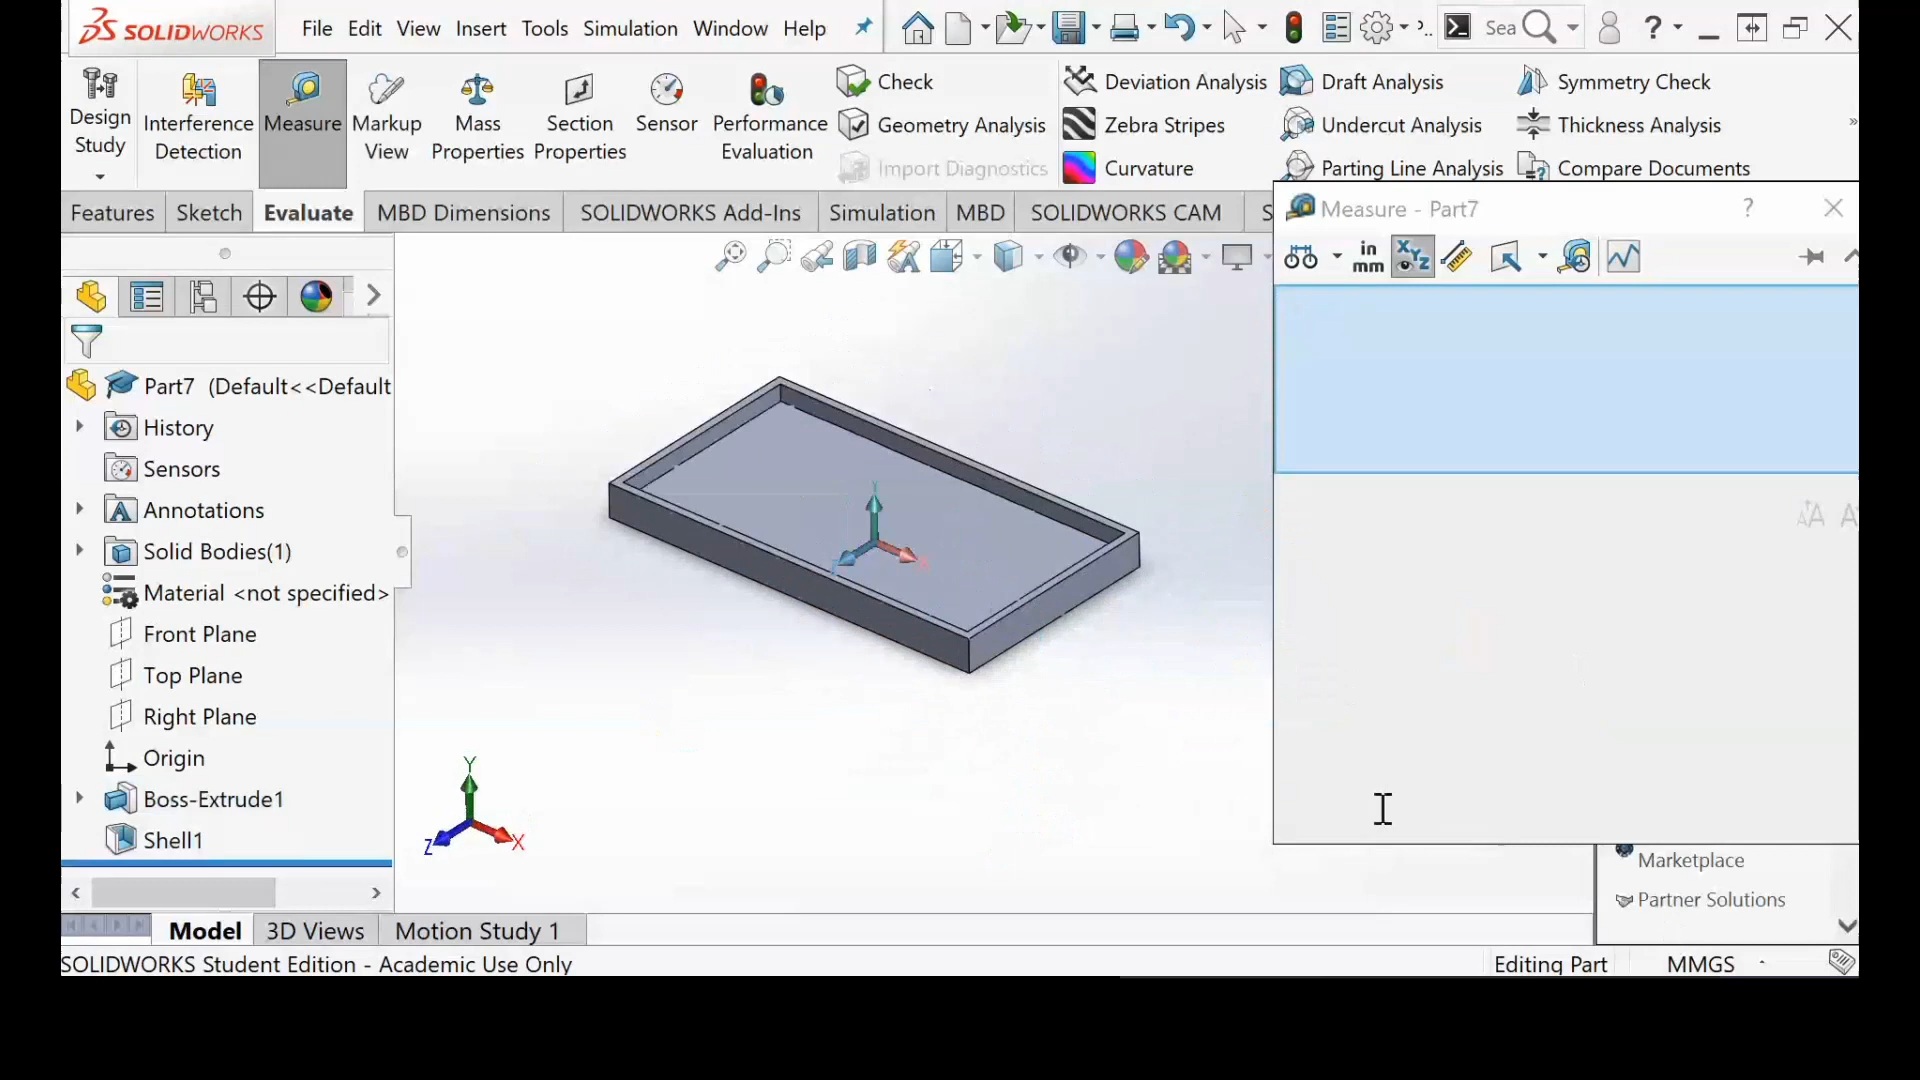 SOLIDWORKS File Edit View Insert Tools Simulation Window Help Sea ?
Design Study
Interference Detection
Measure
Markup View
Mass Properties
Section Properties
Sensor
Performance Evaluation
Check
Geometry Analysis
Import Diagnostics
Deviation Analysis
Zebra Stripes
Curvature
Draft Analysis
Undercut Analysis
Parting Line Analysis
Symmetry Check
Thickness Analysis
Compare Documents
Features Sketch Evaluate MBD Dimensions SOLIDWORKS Add-Ins Simulation MBD SOLIDWORKS CAM S
Measure - Part7 ?
in
mm
XYZ
Part7 (Default<<Default
History
Sensors
A Annotations
Solid Bodies(1)
Material <not specified>
Front Plane
Top Plane
Right Plane
Origin
Boss-Extrude1
Shell1
Y
Z X
Marketplace
Partner Solutions
Model 3D Views Motion Study 1
SOLIDWORKS Student Edition - Academic Use Only Editing Part MMGS